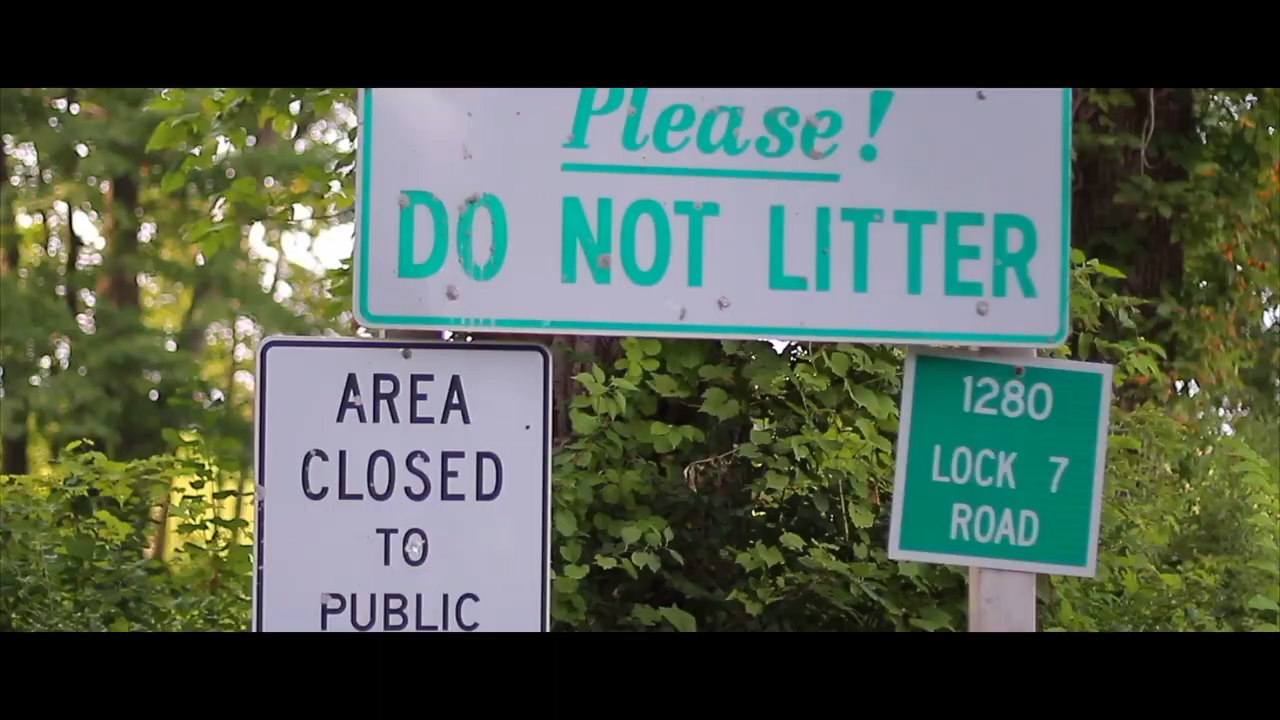 Please!
DO NOT LITTER
AREA
CLOSED
TO
PUBLIC
1280
LOCK 7
ROAD